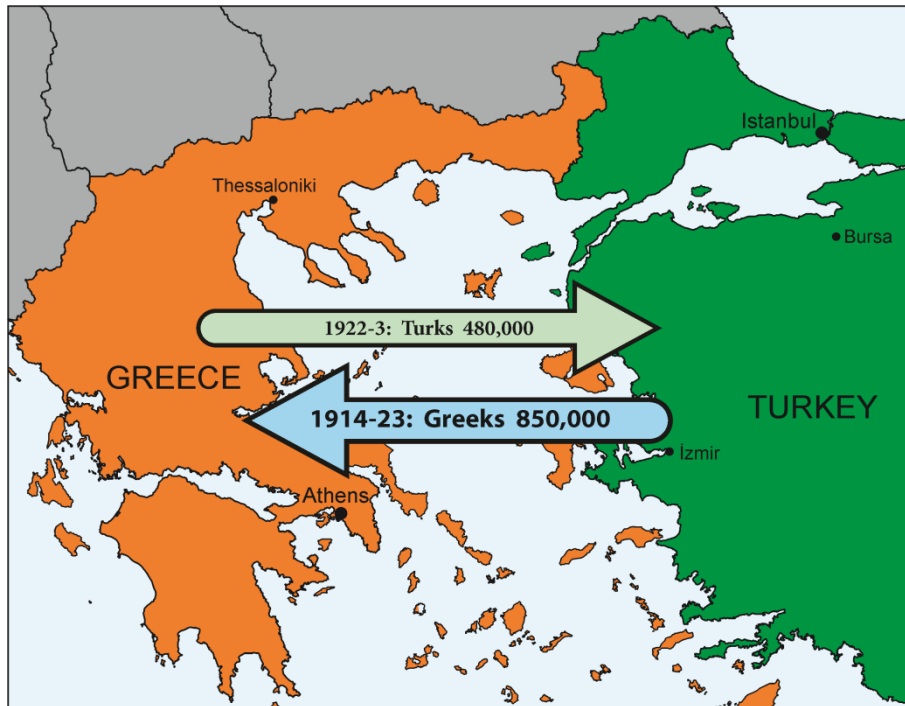 Istanbul
Thessaloniki
Bursa
1922-3: Turks 480,000
GREECE
1914-23: Greeks 850,000
TURKEY
İzmir
Athens